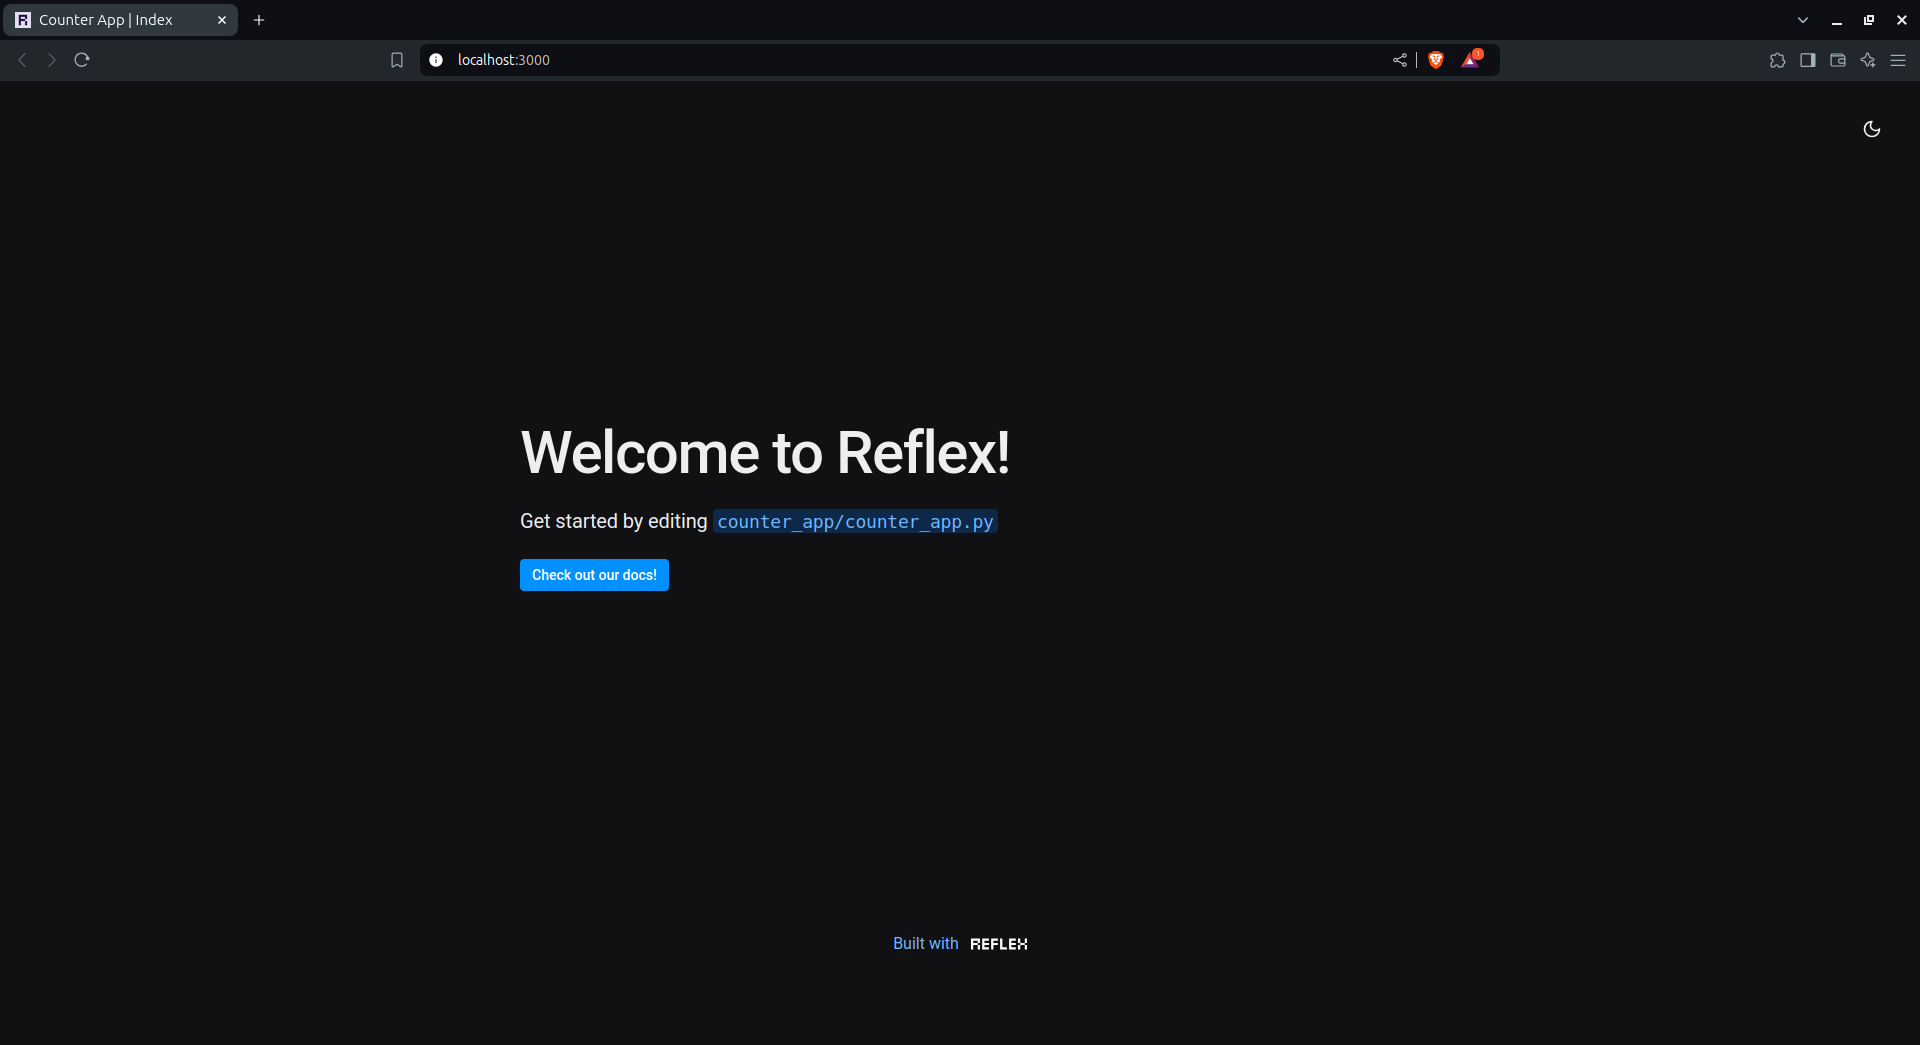 Counter App | Index
localhost:3000
1
Welcome to Reflex!
Get started by editing counter_app/counter_app.py
Check out our docs!
Built with REFLEX